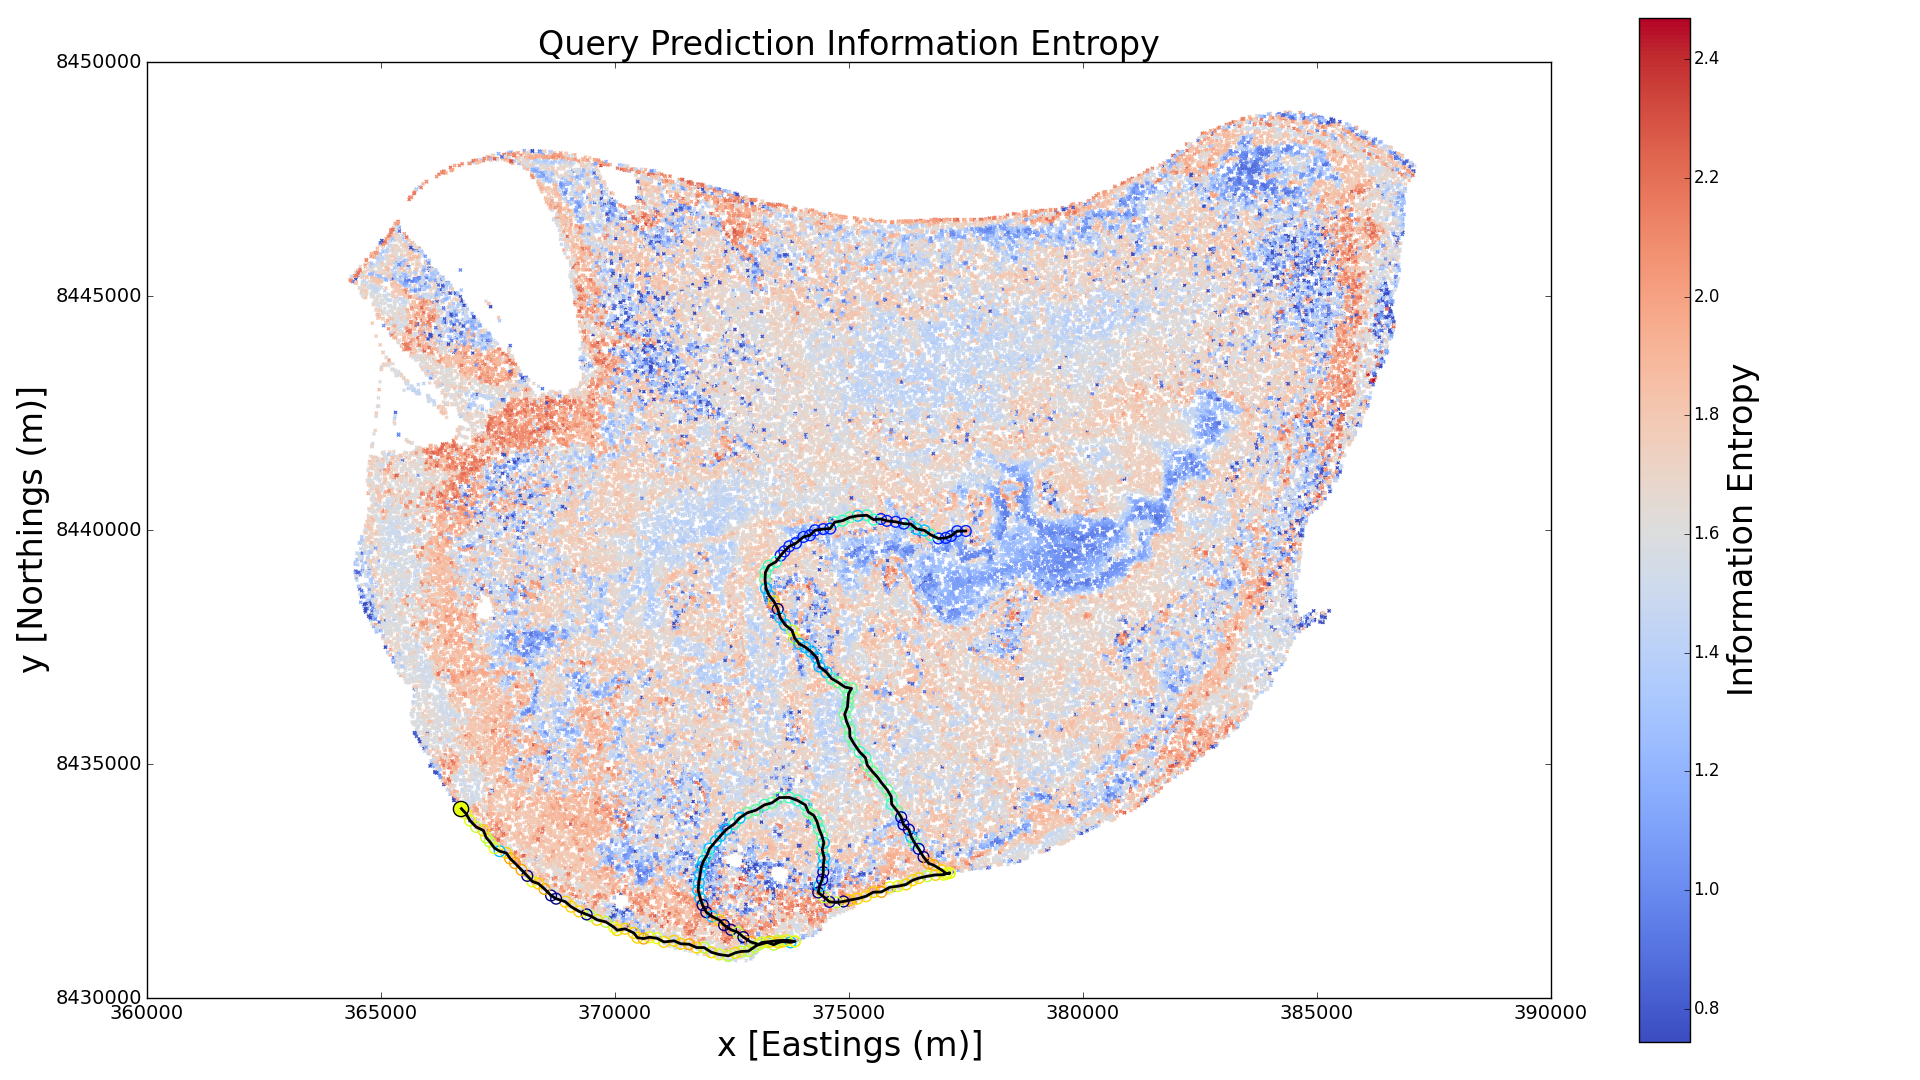 Query Prediction Information Entropy
8450000
8445000
8440000
8435000
8430000
y [Northings (m)]
360000 365000 370000 375000 380000 385000 390000
x [Eastings (m)]
2.4
2.2
2.0
1.8
1.6
1.4
1.2
1.0
0.8
Information Entropy